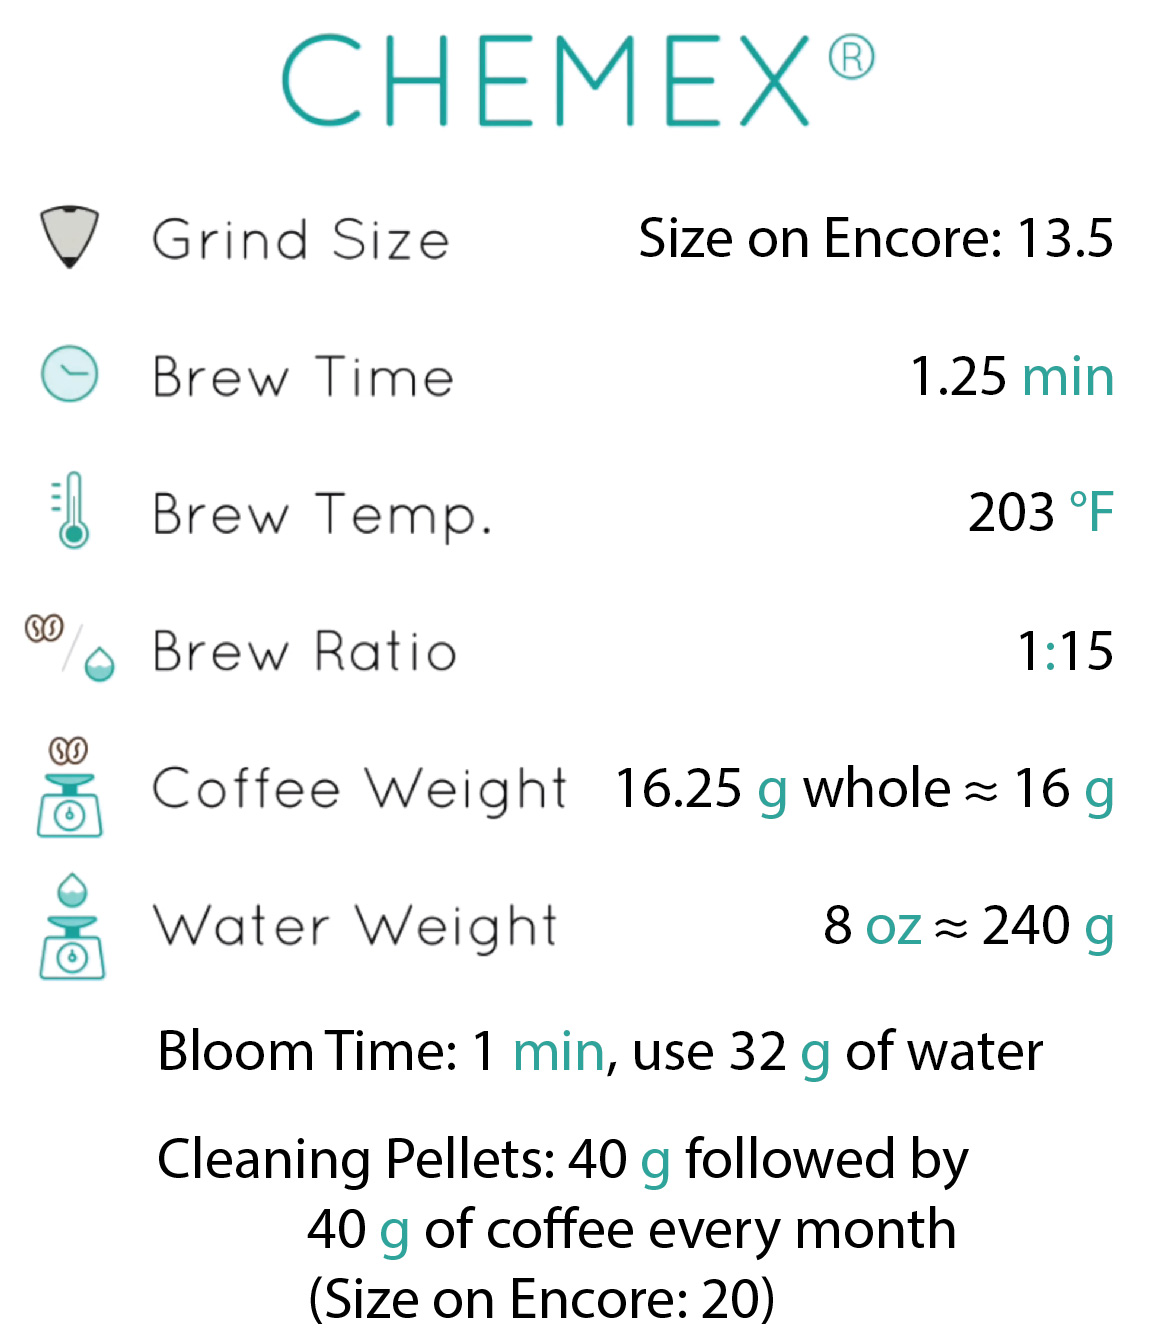 CHEMEX®
Grind Size Size on Encore: 13.5
Brew Time 1.25 min
Brew Temp. 203 °F
Brew Ratio 1:15
Coffee Weight 16.25 g whole ≈ 16 g
Water Weight 8 oz ≈ 240 g
Bloom Time: 1 min, use 32 g of water
Cleaning Pellets: 40 g followed by
40 g of coffee every month
(Size on Encore: 20)